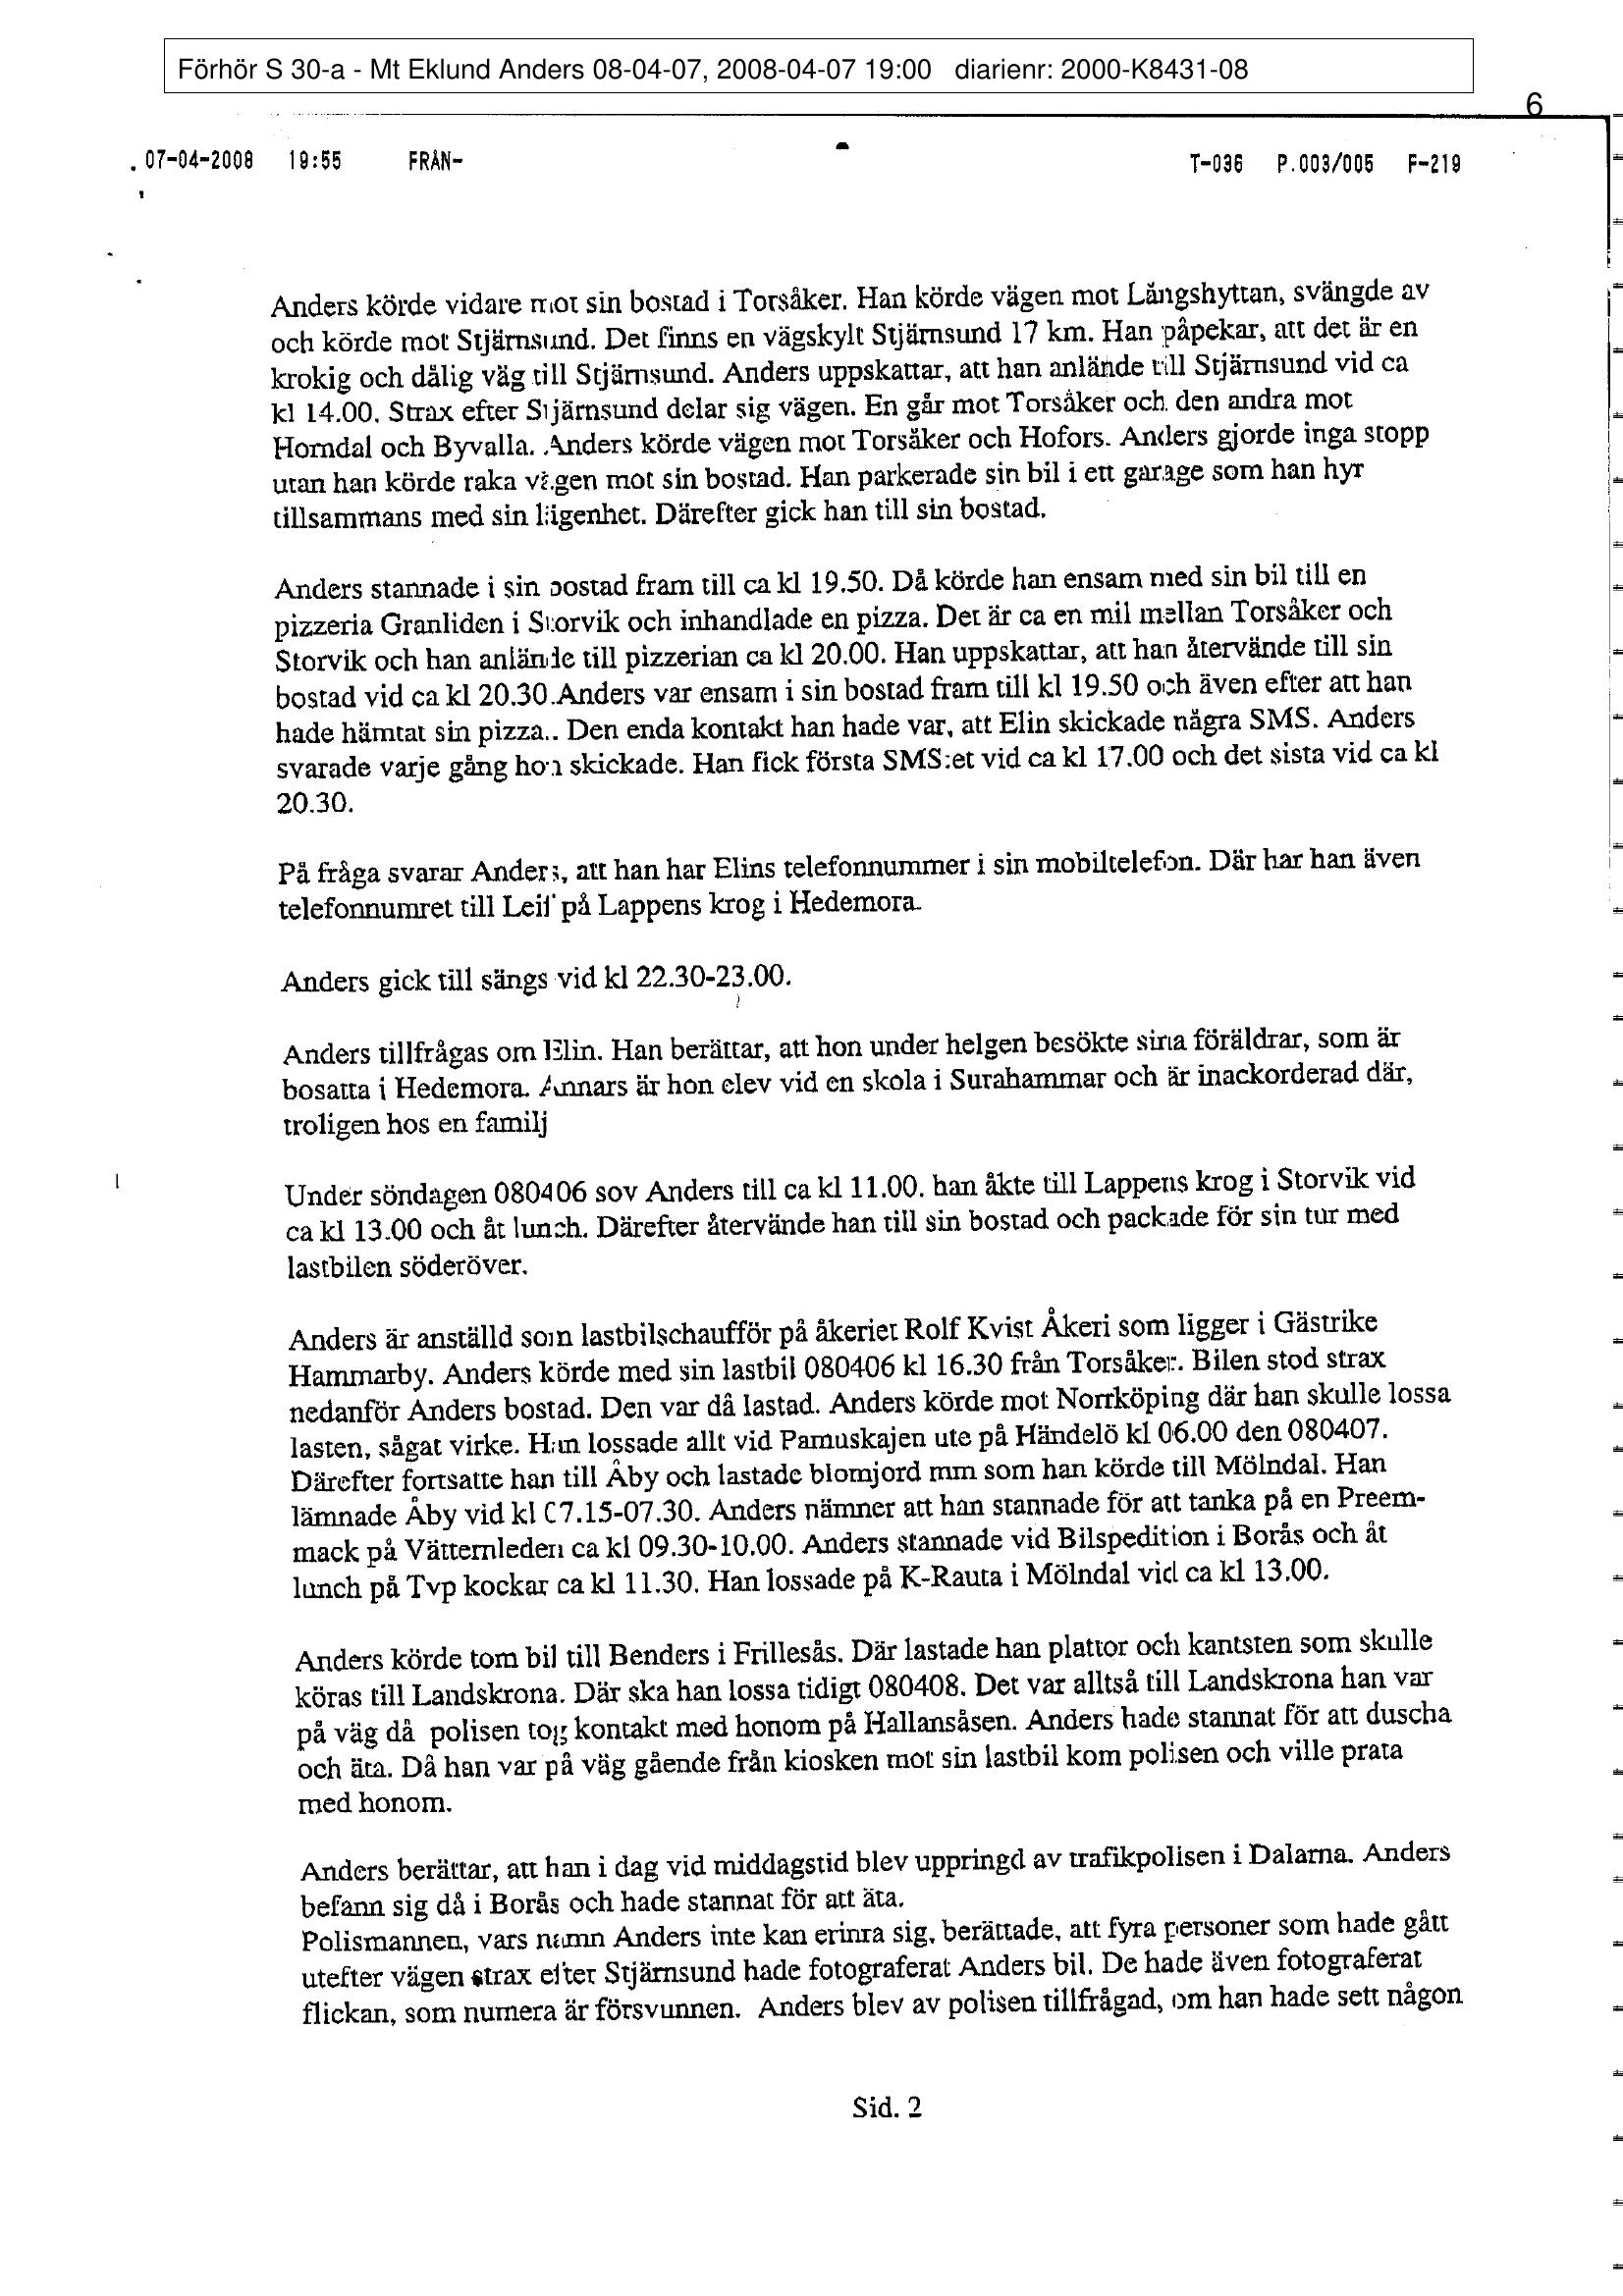 Förhör S 30-a - Mt Eklund Anders 08-04-07, 2008-04-07 19:00 diarienr: 2000-K8431-08
6
07-04-2008 19:55 FRÅN- T-036 P.003/005 F-219
Anders körde vidare mot sin bostad i Torsåker. Han körde vägen mot Långshyttan, svängde av
och körde mot Stjärnsund. Det finns en vägskylt Stjärnsund 17 km. Han påpekar, att det är en
krokig och dålig väg till Stjärnsund. Anders uppskattar, att han anlände till Stjärnsund vid ca
kl 14.00. Strax efter Stjärnsund delar sig vägen. En går mot Torsåker och den andra mot
Horndal och Byvalla. Anders körde vägen mot Torsåker och Hofors. Anders gjorde inga stopp
utan han körde raka vägen mot sin bostad. Han parkerade sin bil i ett garage som han hyr
tillsammans med sin lägenhet. Därefter gick han till sin bostad.
Anders stannade i sin bostad fram till ca kl 19.50. Då körde han ensam med sin bil till en
pizzeria Granliden i Storvik och inhandlade en pizza. Det är ca en mil mellan Torsåker och
Storvik och han anlände till pizzerian ca kl 20.00. Han uppskattar, att han återvände till sin
bostad vid ca kl 20.30.Anders var ensam i sin bostad fram till kl 19.50 och även efter att han
hade hämtat sin pizza.. Den enda kontakt han hade var, att Elin skickade några SMS. Anders
svarade varje gång hon skickade. Han fick första SMS:et vid ca kl 17.00 och det sista vid ca kl
20.30.
På fråga svarar Anders, att han har Elins telefonnummer i sin mobiltelefon. Där har han även
telefonnumret till Leif på Lappens krog i Hedemora.
Anders gick till sängs vid kl 22.30-23.00.
Anders tillfrågas om Elin. Han berättar, att hon under helgen besökte sina föräldrar, som är
bosatta i Hedemora. Annars är hon elev vid en skola i Surahammar och är inackorderad där,
troligen hos en familj
Under söndagen 080406 sov Anders till ca kl 11.00. han åkte till Lappens krog i Storvik vid
ca kl 13.00 och åt lunch. Därefter återvände han till sin bostad och packade för sin tur med
lastbilen söderöver.
Anders är anställd som lastbilschaufför på åkeriet Rolf Kvist Åkeri som ligger i Gästrike
Hammarby. Anders körde med sin lastbil 080406 kl 16.30 från Torsåker. Bilen stod strax
nedanför Anders bostad. Den var då lastad. Anders körde mot Norrköping där han skulle lossa
lasten, sågat virke. Han lossade allt vid Pamuskajen ute på Händelö kl 06.00 den 080407.
Därefter fortsatte han till Åby och lastade blomjord mm som han körde till Mölndal. Han
lämnade Åby vid kl 07.15-07.30. Anders nämner att han stannade för att tanka på en Preem-
mack på Vätternleden ca kl 09.30-10.00. Anders stannade vid Bilspedition i Borås och åt
lunch på Tvp kockar ca kl 11.30. Han lossade på K-Rauta i Mölndal vid ca kl 13.00.
Anders körde tom bil till Benders i Frillesås. Där lastade han plattor och kantsten som skulle
köras till Landskrona. Där ska han lossa tidigt 080408. Det var alltså till Landskrona han var
på väg då polisen tog kontakt med honom på Hallansåsen. Anders hade stannat för att duscha
och äta. Då han var på väg gående från kiosken mot sin lastbil kom polisen och ville prata
med honom.
Anders berättar, att han i dag vid middagstid blev uppringd av trafikpolisen i Dalarna. Anders
befann sig då i Borås och hade stannat för att äta.
Polismannen, vars namn Anders inte kan erinra sig, berättade, att fyra personer som hade gått
utefter vägen strax efter Stjärnsund hade fotograferat Anders bil. De hade även fotograferat
flickan, som numera är försvunnen. Anders blev av polisen tillfrågad, om han hade sett någon
Sid. 2